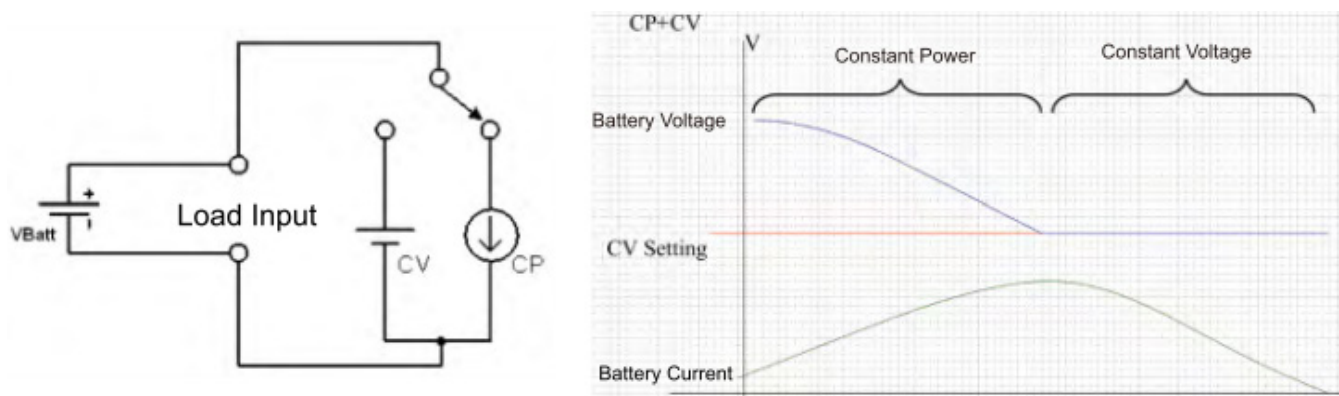 Load Input
+
VBatt
CV
CP
CP+CV
V
Constant Power
Constant Voltage
Battery Voltage
CV Setting
Battery Current